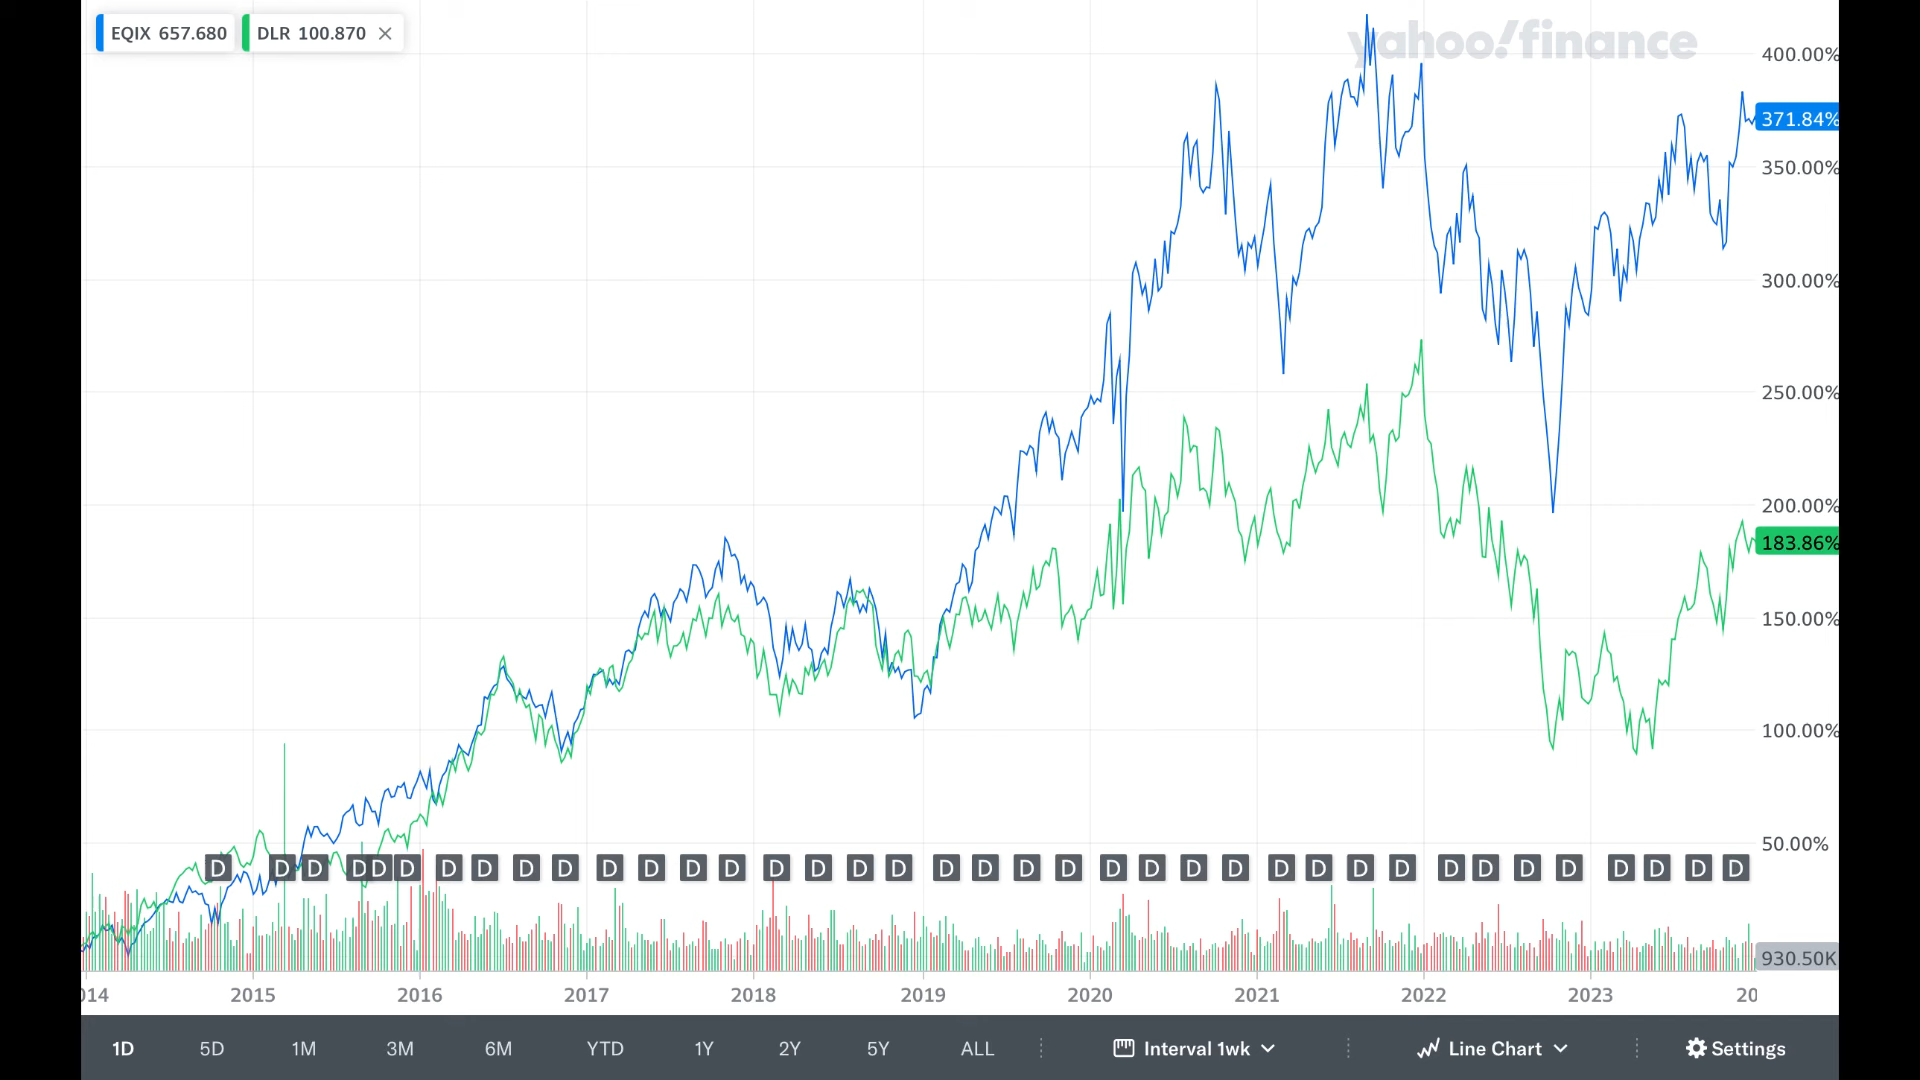 EQIX 657.680 DLR 100.870
yahoo!finance
400.00%
371.84%
350.00%
300.00%
250.00%
200.00%
183.86%
150.00%
100.00%
50.00%
D D D D D D D D D D D D D D D D D D D D D D D D D D D D D D D D D D D D D D
930.50K
014 2015 2016 2017 2018 2019 2020 2021 2022 2023 20
1D 5D 1M 3M 6M YTD 1Y 2Y 5Y ALL Interval 1wk Line Chart Settings